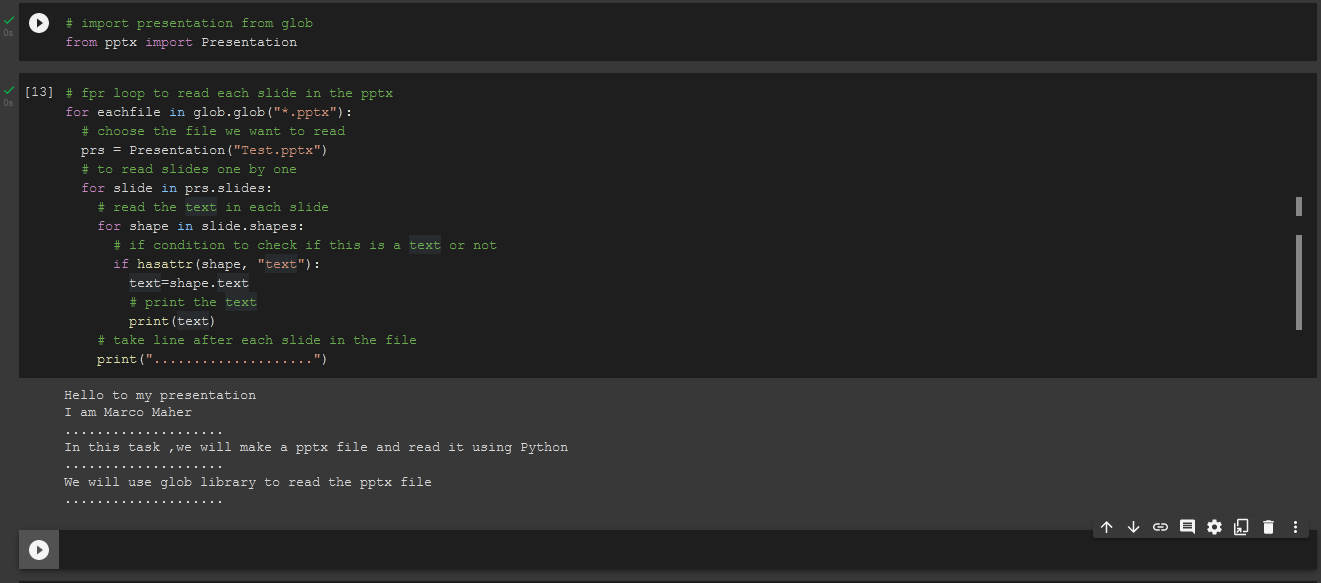 # import presentation from glob
0s
from pptx import Presentation
[13] # fpr loop to read each slide in the pptx
0s
for eachfile in glob.glob("*.pptx"):
# choose the file we want to read
prs = Presentation("Test.pptx")
# to read slides one by one
for slide in prs.slides:
# read the text in each slide
for shape in slide.shapes:
# if condition to check if this is a text or not
if hasattr(shape, "text"):
text=shape.text
# print the text
print(text)
# take line after each slide in the file
print("....................")
Hello to my presentation
I am Marco Maher
....................
In this task ,we will make a pptx file and read it using Python
....................
We will use glob library to read the pptx file
....................